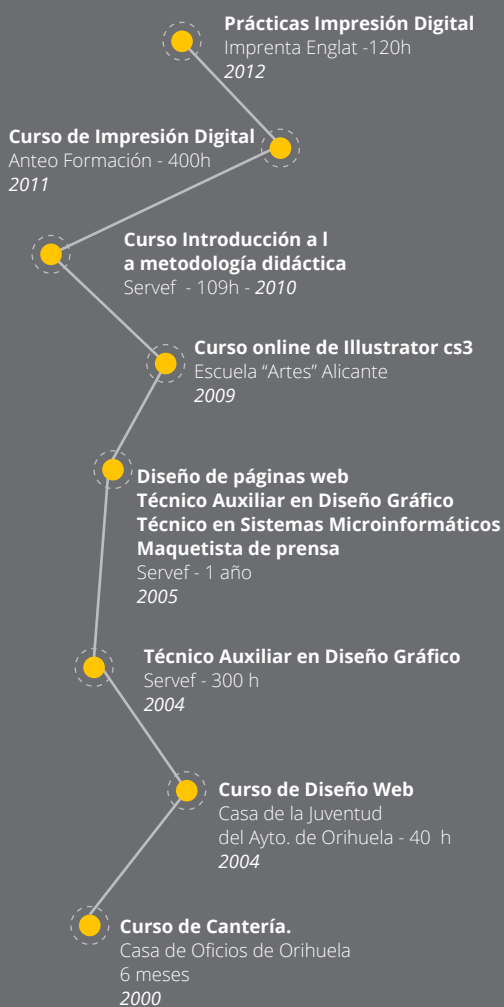 Prácticas Impresión Digital
Imprenta Englat -120h
2012
Curso de Impresión Digital
Anteo Formación - 400h
2011
Curso Introducción a l
a metodología didáctica
Servef - 109h - 2010
Curso online de Illustrator cs3
Escuela “Artes” Alicante
2009
Diseño de páginas web
Técnico Auxiliar en Diseño Gráfico
Técnico en Sistemas Microinformáticos
Maquetista de prensa
Servef - 1 año
2005
Técnico Auxiliar en Diseño Gráfico
Servef - 300 h
2004
Curso de Diseño Web
Casa de la Juventud
del Ayto. de Orihuela - 40 h
2004
Curso de Cantería.
Casa de Oficios de Orihuela
6 meses
2000